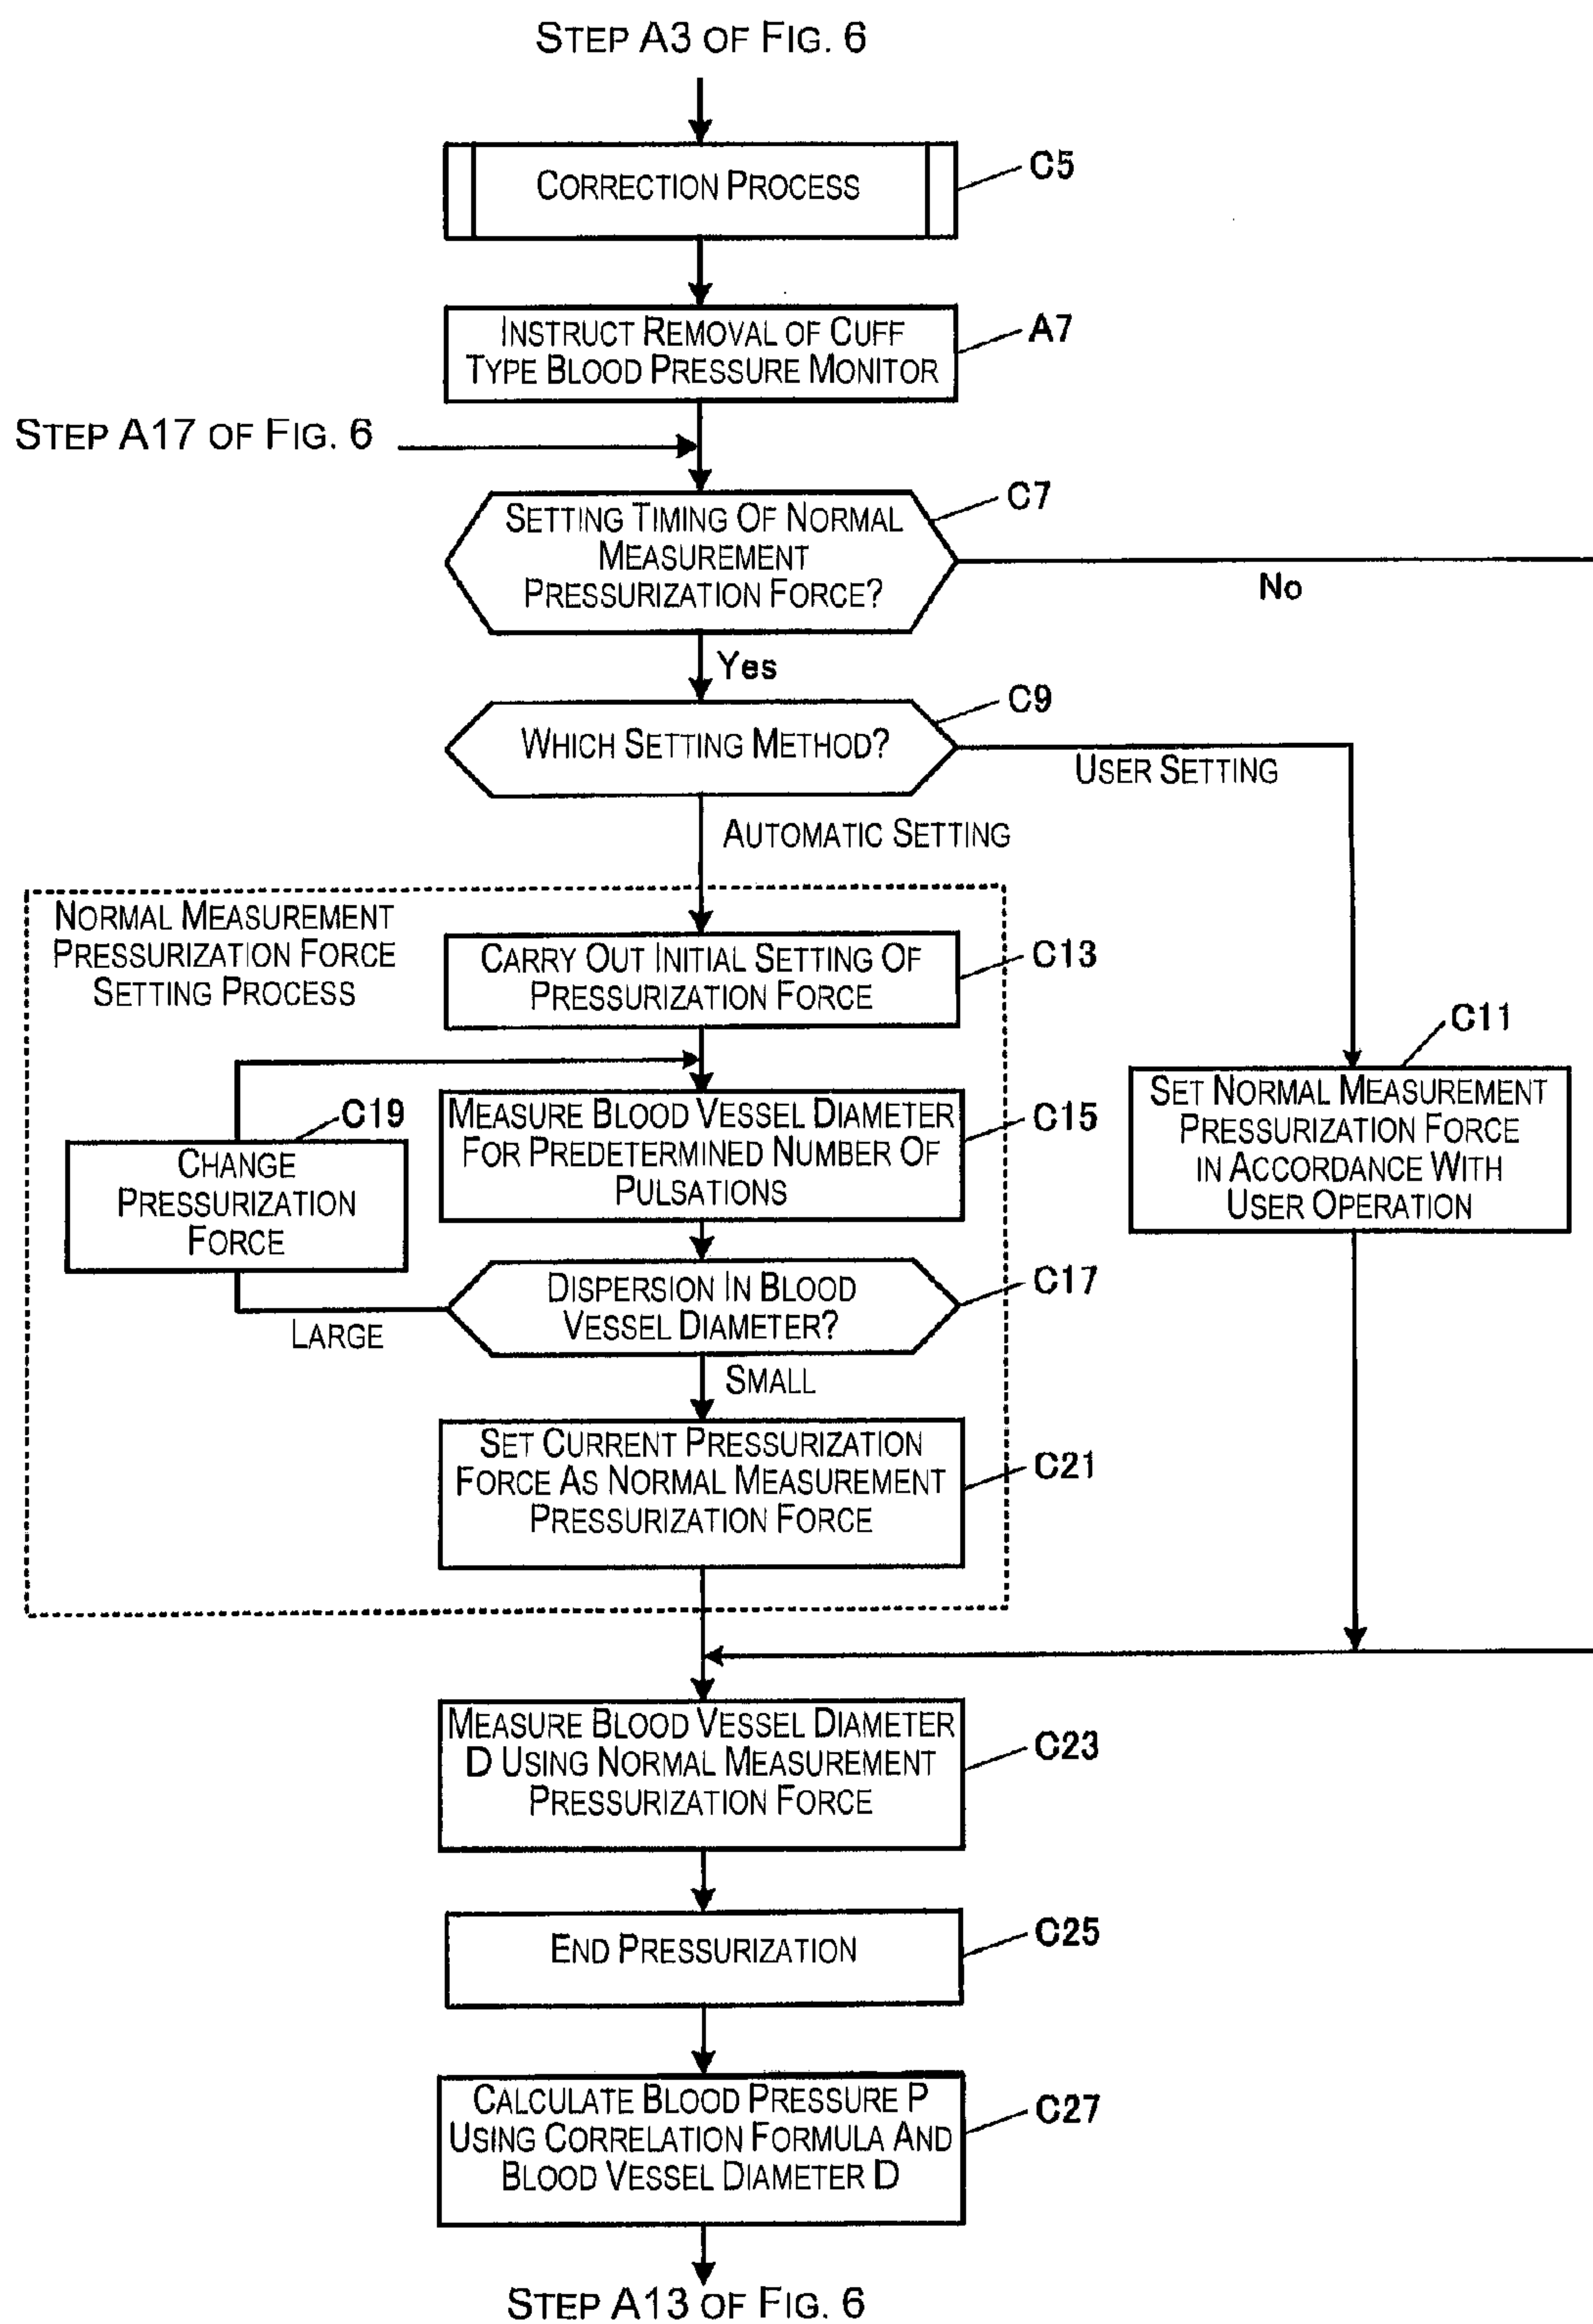 STEP A3 OF FIG. 6
CORRECTION PROCESS
C5
INSTRUCT REMOVAL OF CUFF
TYPE BLOOD PRESSURE MONITOR
A7
STEP A17 OF FIG. 6
SETTING TIMING OF NORMAL
MEASUREMENT
PRESSURIZATION FORCE?
C7
No
Yes
WHICH SETTING METHOD?
C9
USER SETTING
AUTOMATIC SETTING
NORMAL MEASUREMENT
PRESSURIZATION FORCE
SETTING PROCESS
CARRY OUT INITIAL SETTING OF
PRESSURIZATION FORCE
C13
C11
SET NORMAL MEASUREMENT
PRESSURIZATION FORCE
IN ACCORDANCE WITH
USER OPERATION
MEASURE BLOOD VESSEL DIAMETER
FOR PREDETERMINED NUMBER OF
PULSATIONS
C15
C19
CHANGE
PRESSURIZATION
FORCE
DISPERSION IN BLOOD
VESSEL DIAMETER?
C17
LARGE
SMALL
SET CURRENT PRESSURIZATION
FORCE AS NORMAL MEASUREMENT
PRESSURIZATION FORCE
C21
MEASURE BLOOD VESSEL DIAMETER
D USING NORMAL MEASUREMENT
PRESSURIZATION FORCE
C23
END PRESSURIZATION
C25
CALCULATE BLOOD PRESSURE P
USING CORRELATION FORMULA AND
BLOOD VESSEL DIAMETER D
C27
STEP A13 OF FIG. 6